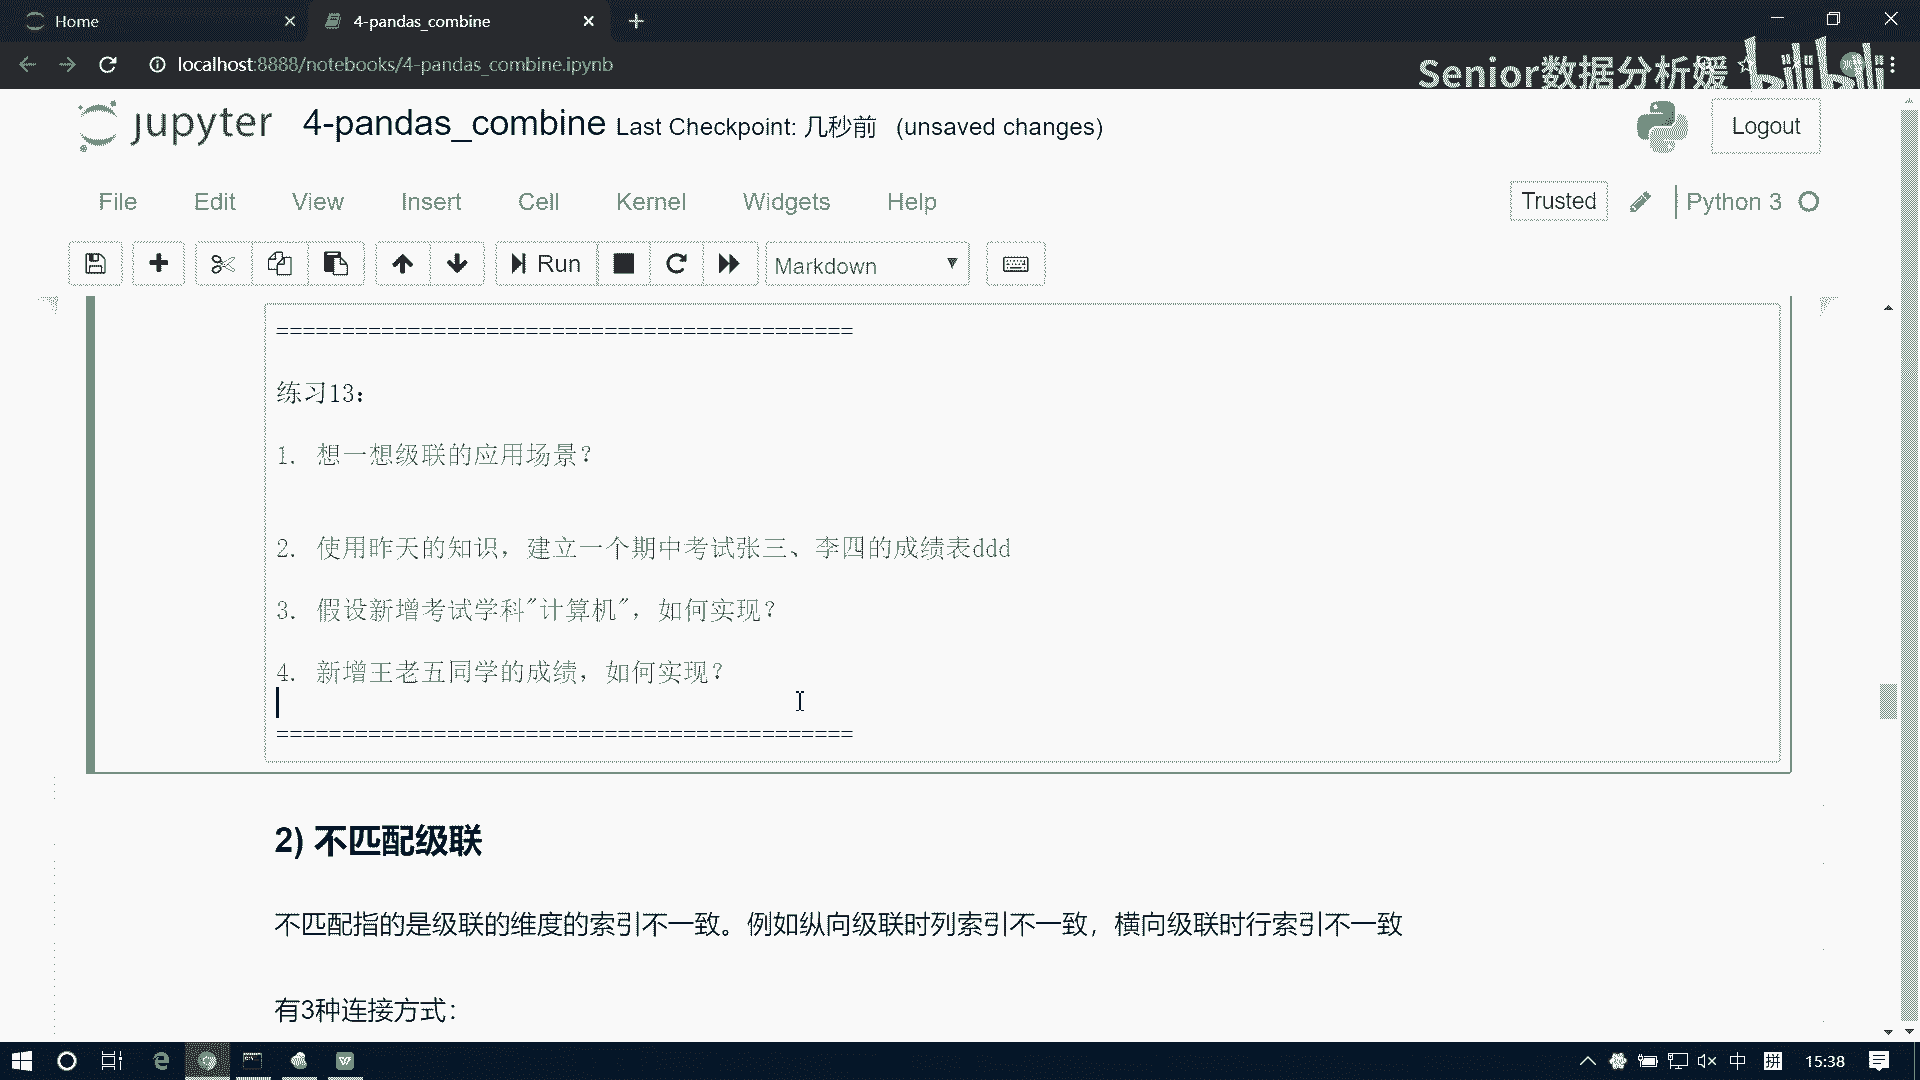 Home
4-pandas_combine
localhost:8888/notebooks/4-pandas_combine.ipynb
Senior数据分析媛
bilibili
jupyter 4-pandas_combine Last Checkpoint: 几秒前 (unsaved changes)
Logout
File Edit View Insert Cell Kernel Widgets Help
Trusted
Python 3
Run
Markdown
============================================
练习13：
1. 想一想级联的应用场景？
2. 使用昨天的知识，建立一个期中考试张三、李四的成绩表ddd
3. 假设新增考试学科"计算机"，如何实现？
4. 新增王老五同学的成绩，如何实现？
============================================
2) 不匹配级联
不匹配指的是级联的维度的索引不一致。例如纵向级联时列索引不一致，横向级联时行索引不一致
有3种连接方式：
中
拼
15:38